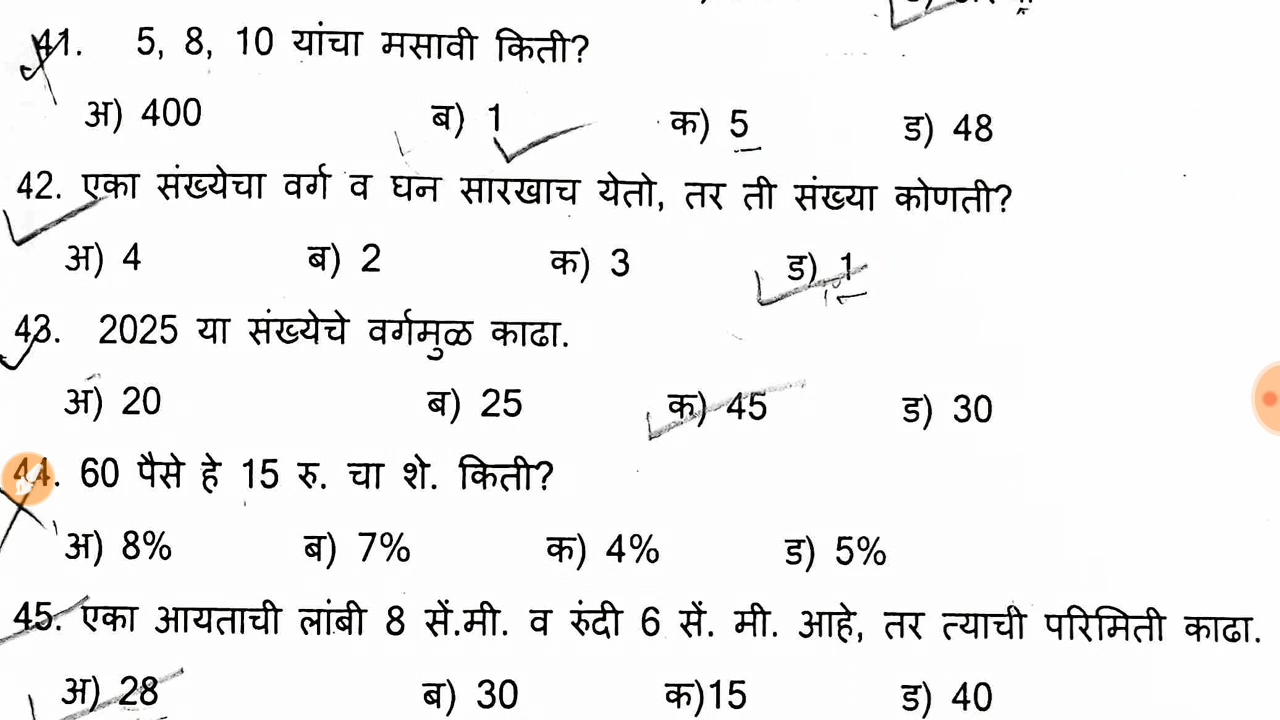 41. 5, 8, 10 यांचा मसावी किती?
अ) 400 ब) 1 क) 5 ड) 48
42. एका संख्येचा वर्ग व घन सारखाच येतो, तर ती संख्या कोणती?
अ) 4 ब) 2 क) 3 ड) 1
43. 2025 या संख्येचे वर्गमुळ काढा.
अ) 20 ब) 25 क) 45 ड) 30
44. 60 पैसे हे 15 रु. चा शे. किती?
अ) 8% ब) 7% क) 4% ड) 5%
45. एका आयताची लांबी 8 सें.मी. व रुंदी 6 सें. मी. आहे, तर त्याची परिमिती काढा.
अ) 28 ब) 30 क)15 ड) 40